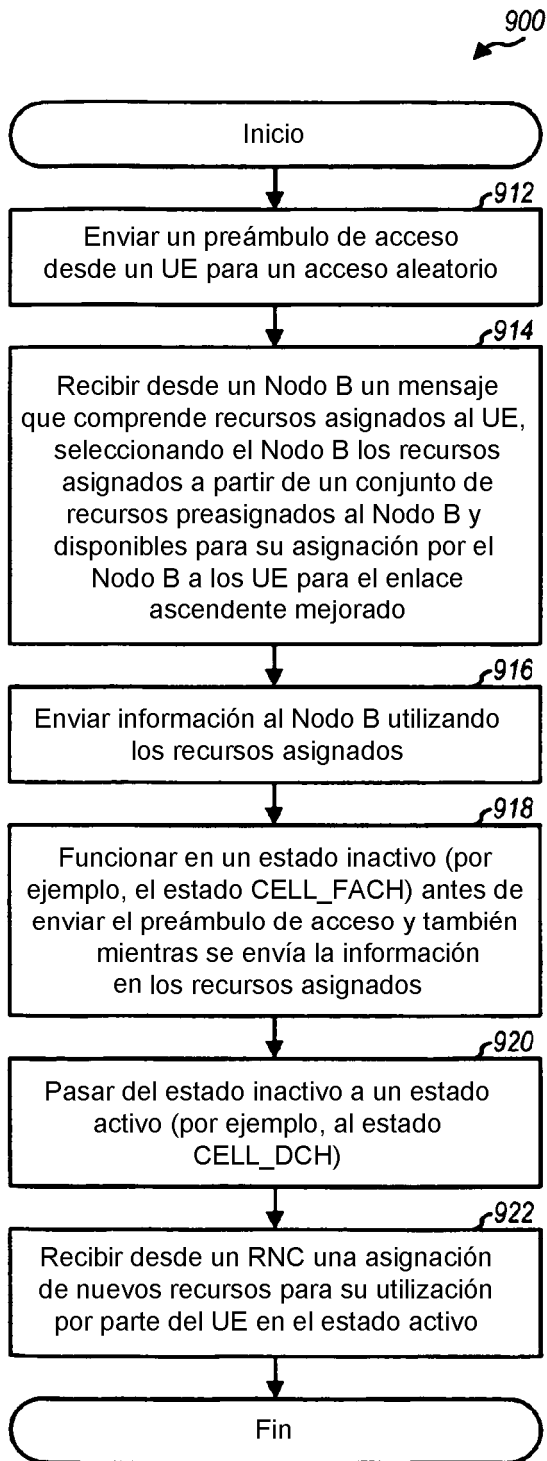 900
Inicio
912
Enviar un preámbulo de acceso
desde un UE para un acceso aleatorio
914
Recibir desde un Nodo B un mensaje
que comprende recursos asignados al UE,
seleccionando el Nodo B los recursos
asignados a partir de un conjunto de
recursos preasignados al Nodo B y
disponibles para su asignación por el
Nodo B a los UE para el enlace
ascendente mejorado
916
Enviar información al Nodo B utilizando
los recursos asignados
918
Funcionar en un estado inactivo (por
ejemplo, el estado CELL_FACH) antes de
enviar el preámbulo de acceso y también
mientras se envía la información
en los recursos asignados
920
Pasar del estado inactivo a un estado
activo (por ejemplo, al estado
CELL_DCH)
922
Recibir desde un RNC una asignación
de nuevos recursos para su utilización
por parte del UE en el estado activo
Fin